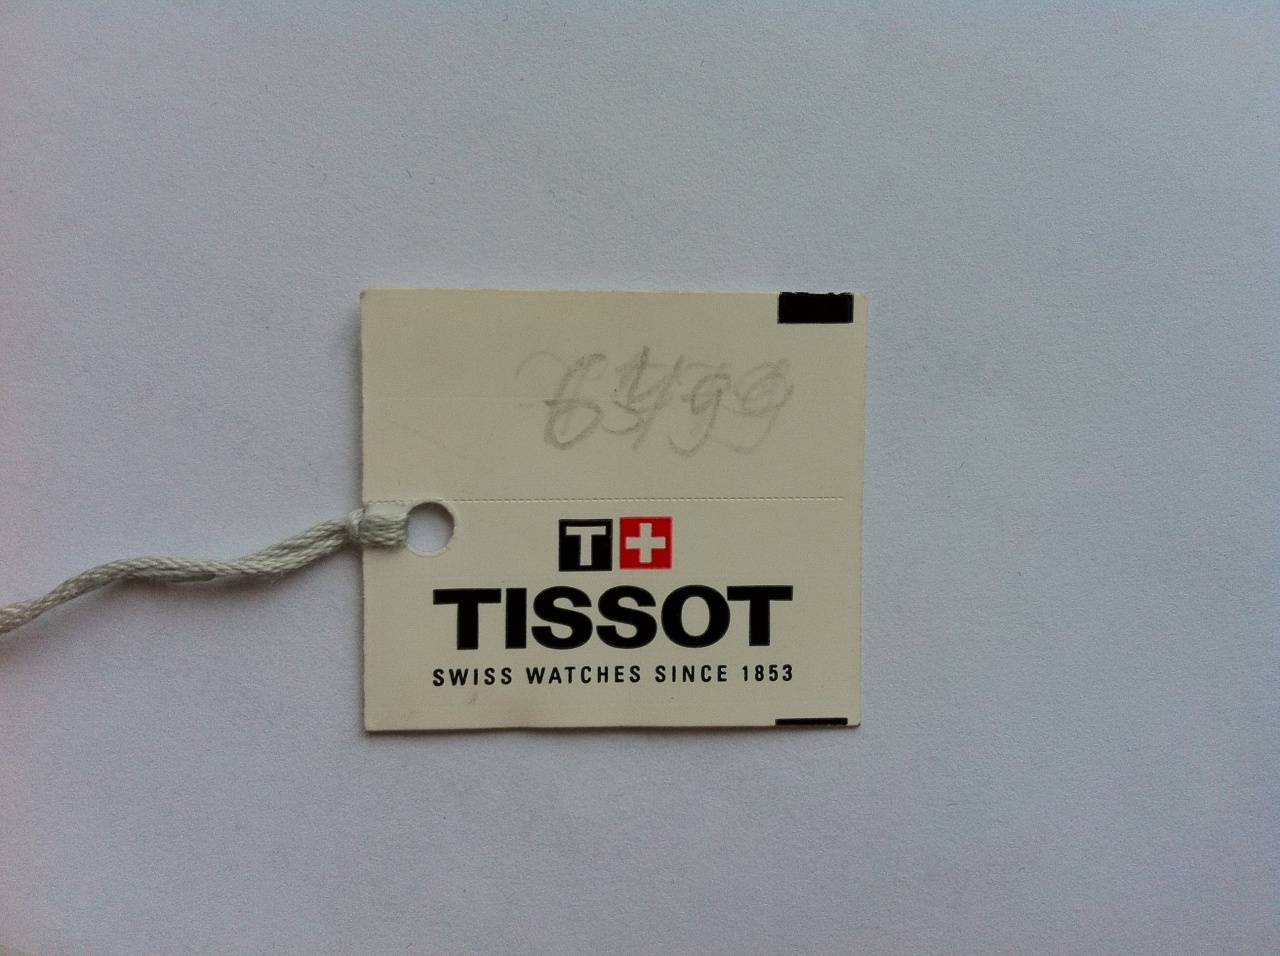 T
TISSOT
SWISS WATCHES SINCE 1853